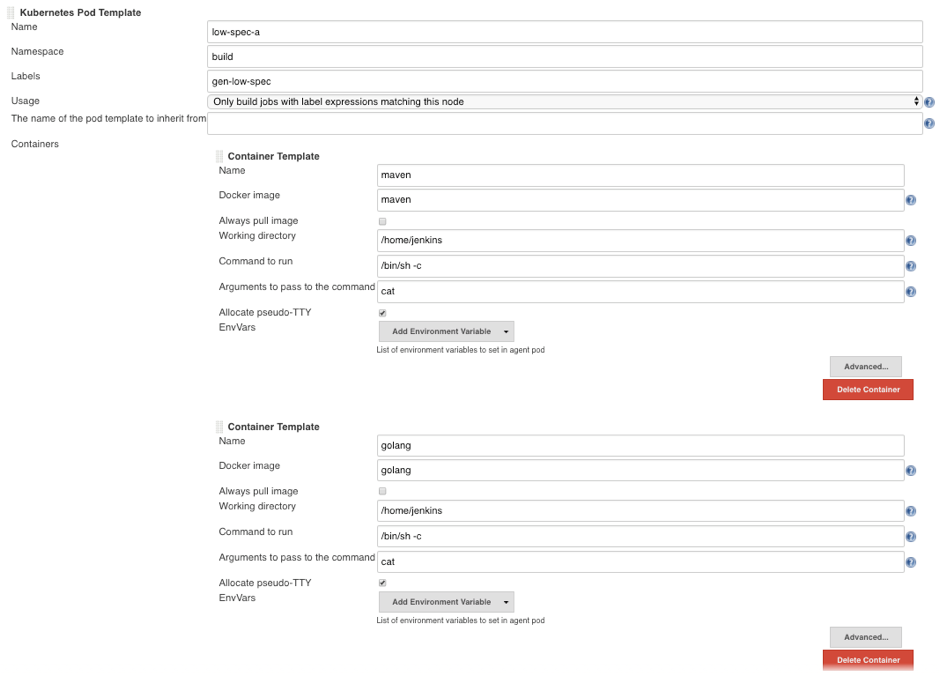 Kubernetes Pod Template
Name low-spec-a
Namespace build
Labels gen-low-spec
Usage Only build jobs with label expressions matching this node
The name of the pod template to inherit from
Containers
Container Template
Name maven
Docker image maven
Always pull image
Working directory /home/jenkins
Command to run /bin/sh -c
Arguments to pass to the command cat
Allocate pseudo-TTY
EnvVars Add Environment Variable
List of environment variables to set in agent pod
Advanced...
Delete Container
Container Template
Name golang
Docker image golang
Always pull image
Working directory /home/jenkins
Command to run /bin/sh -c
Arguments to pass to the command cat
Allocate pseudo-TTY
EnvVars Add Environment Variable
List of environment variables to set in agent pod
Advanced...
Delete Container